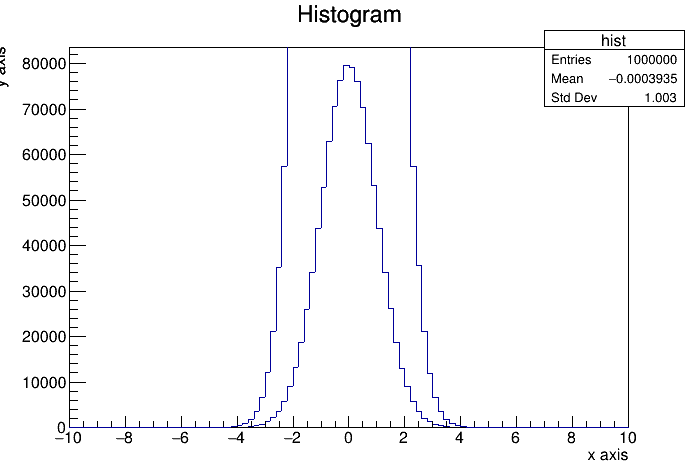 Histogram
hist
Entries 1000000
Mean −0.0003935
Std Dev 1.003
y axis
80000
70000
60000
50000
40000
30000
20000
10000
0
−10 −8 −6 −4 −2 0 2 4 6 8 10
x axis